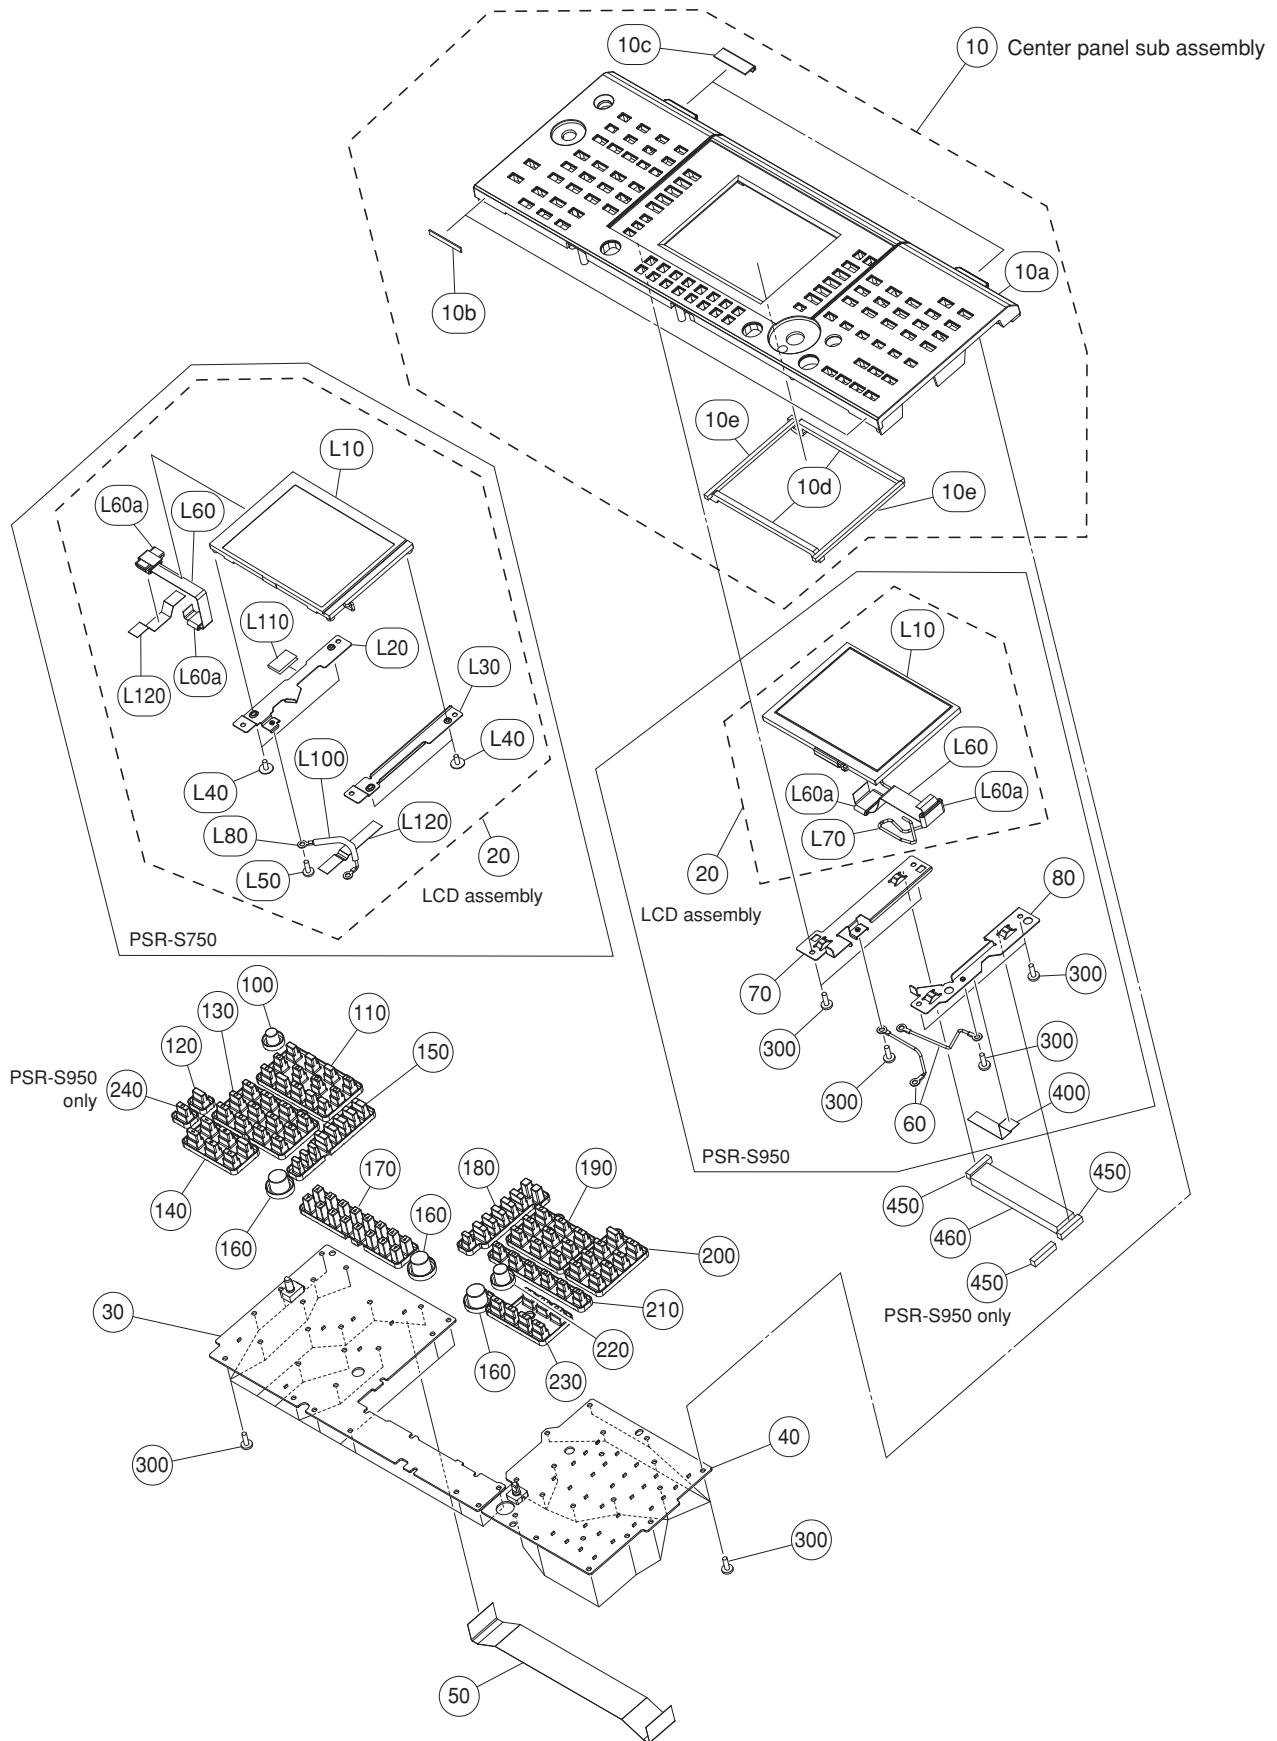 10c
10 Center panel sub assembly
10a
10b
10e
10d
10e
L10
L60a
L60
L110
L20
L120
L60a
L30
L100
L40
L40
L80
L120
L50
20
LCD assembly
PSR-S750
L10
L60
L60a
L60a
L70
20
LCD assembly
80
70
300
300
300
300
60
400
PSR-S950
100
130
110
120
150
PSR-S950
only
240
140
170
180
190
160
160
200
450
450
460
450
PSR-S950 only
30
210
220
160
230
300
40
300
50